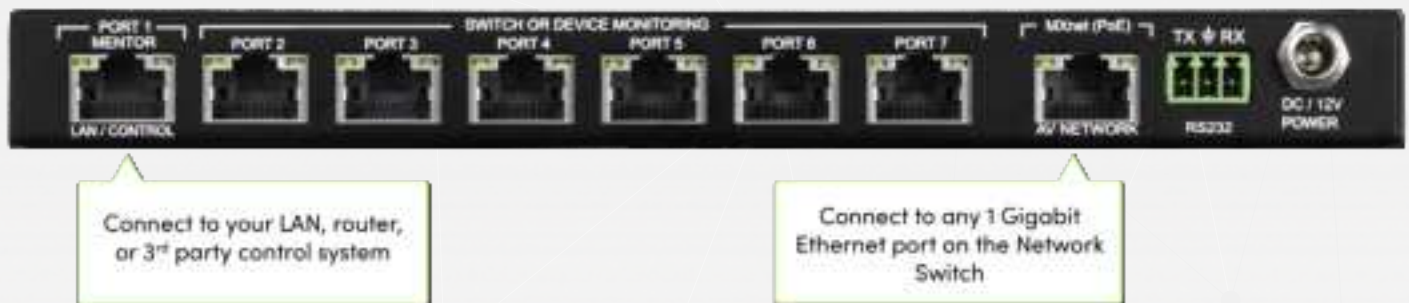 PORT 1
MENTOR
LAN / CONTROL
SWITCH OR DEVICE MONITORING
PORT 2
PORT 3
PORT 4
PORT 5
PORT 6
PORT 7
MXnet (PoE)
AV NETWORK
TX RX
RS232
DC / 12V
POWER
Connect to your LAN, router,
or 3rd party control system
Connect to any 1 Gigabit
Ethernet port on the Network
Switch